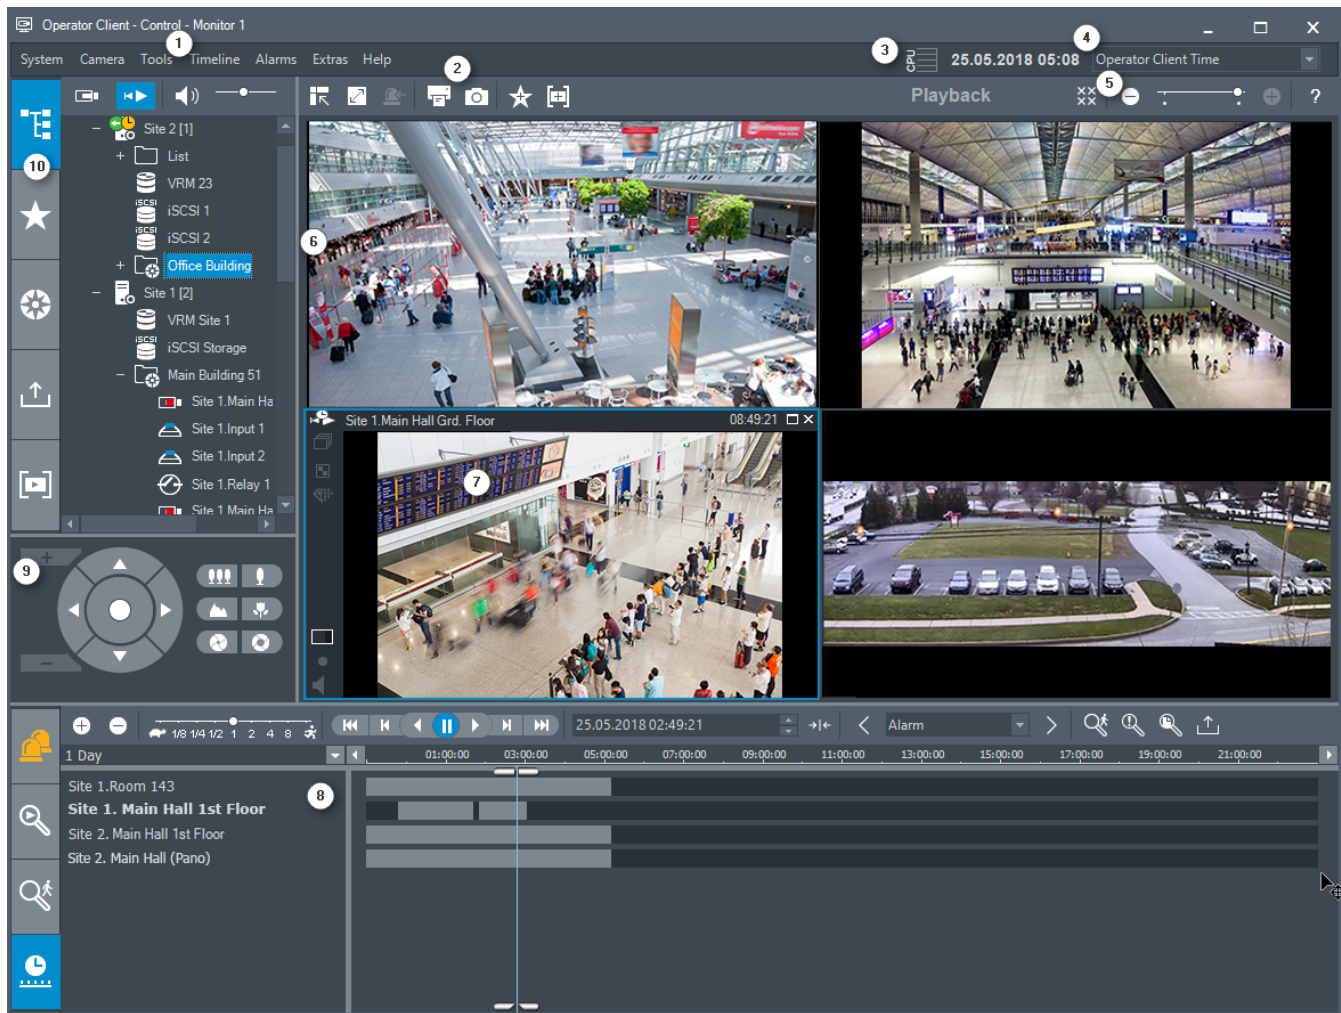 Operator Client - Control - Monitor 1
System Camera Tools Timeline Alarms Extras Help
1
2
3
CPU
25.05.2018 05:08
4
Operator Client Time
Playback
5
?
Site 2 [1]
List
VRM 23
iSCSI
iSCSI 1
iSCSI
iSCSI 2
Office Building
Site 1 [2]
VRM Site 1
iSCSI
iSCSI Storage
Main Building 51
Site 1.Main Ha
Site 1.Input 1
Site 1.Input 2
Site 1.Relay 1
Site 1.Main Ha
10
6
Site 1.Main Hall Grd. Floor 08:49:21
7
9
1/8 1/4 1/2 1 2 4 8
25.05.2018 02:49:21
Alarm
1 Day
01:00:00 03:00:00 05:00:00 07:00:00 09:00:00 11:00:00 13:00:00 15:00:00 17:00:00 19:00:00 21:00:00
Site 1.Room 143
8
Site 1. Main Hall 1st Floor
Site 2. Main Hall 1st Floor
Site 2. Main Hall (Pano)